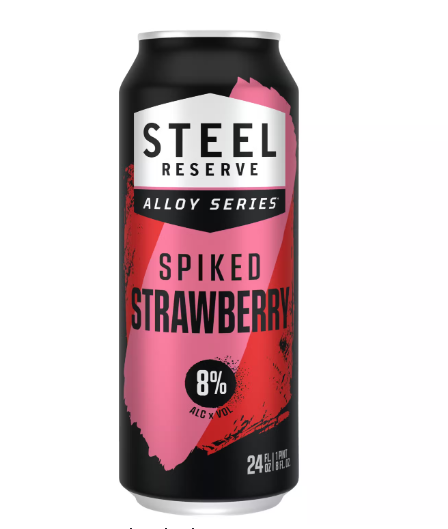 STEEL
RESERVE
ALLOY SERIES
SPIKED
STRAWBERRY
8%
ALC x VOL
24 FL OZ | 1 PINT 8 FL OZ